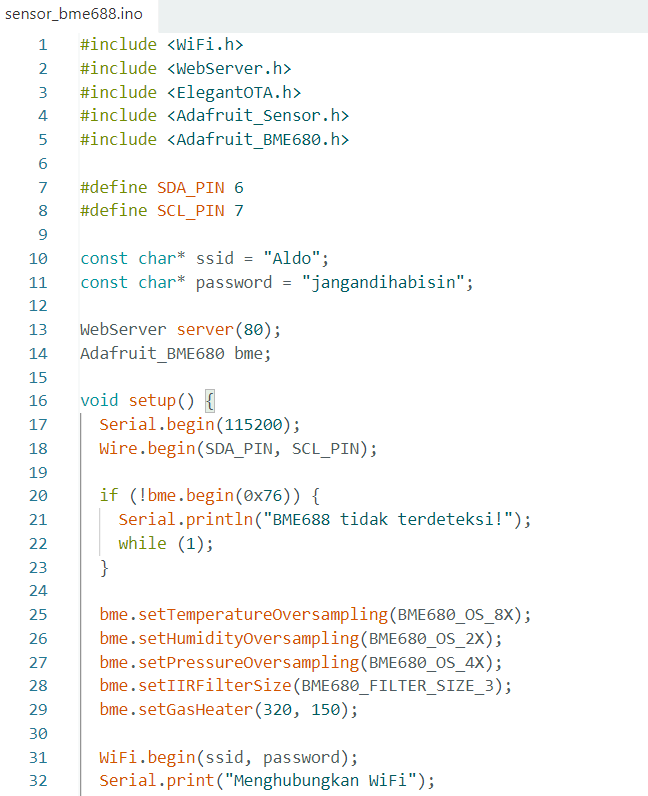 sensor_bme688.ino
1 #include <WiFi.h>
2 #include <WebServer.h>
3 #include <ElegantOTA.h>
4 #include <Adafruit_Sensor.h>
5 #include <Adafruit_BME680.h>
6
7 #define SDA_PIN 6
8 #define SCL_PIN 7
9
10 const char* ssid = "Aldo";
11 const char* password = "jangandihabisin";
12
13 WebServer server(80);
14 Adafruit_BME680 bme;
15
16 void setup() {
17   Serial.begin(115200);
18   Wire.begin(SDA_PIN, SCL_PIN);
19
20   if (!bme.begin(0x76)) {
21     Serial.println("BME688 tidak terdeteksi!");
22     while (1);
23   }
24
25   bme.setTemperatureOversampling(BME680_OS_8X);
26   bme.setHumidityOversampling(BME680_OS_2X);
27   bme.setPressureOversampling(BME680_OS_4X);
28   bme.setIIRFilterSize(BME680_FILTER_SIZE_3);
29   bme.setGasHeater(320, 150);
30
31   WiFi.begin(ssid, password);
32   Serial.print("Menghubungkan WiFi");